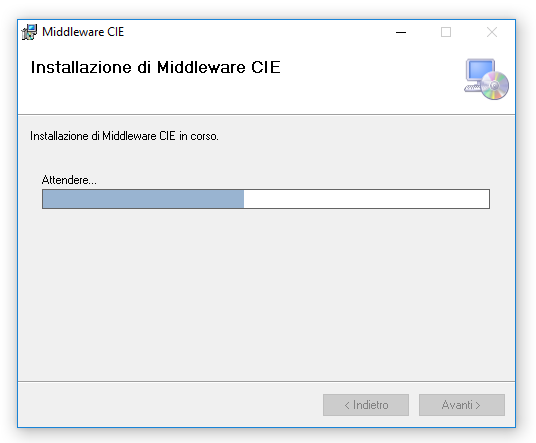 Middleware CIE
Installazione di Middleware CIE
Installazione di Middleware CIE in corso.
Attendere...
< Indietro
Avanti >